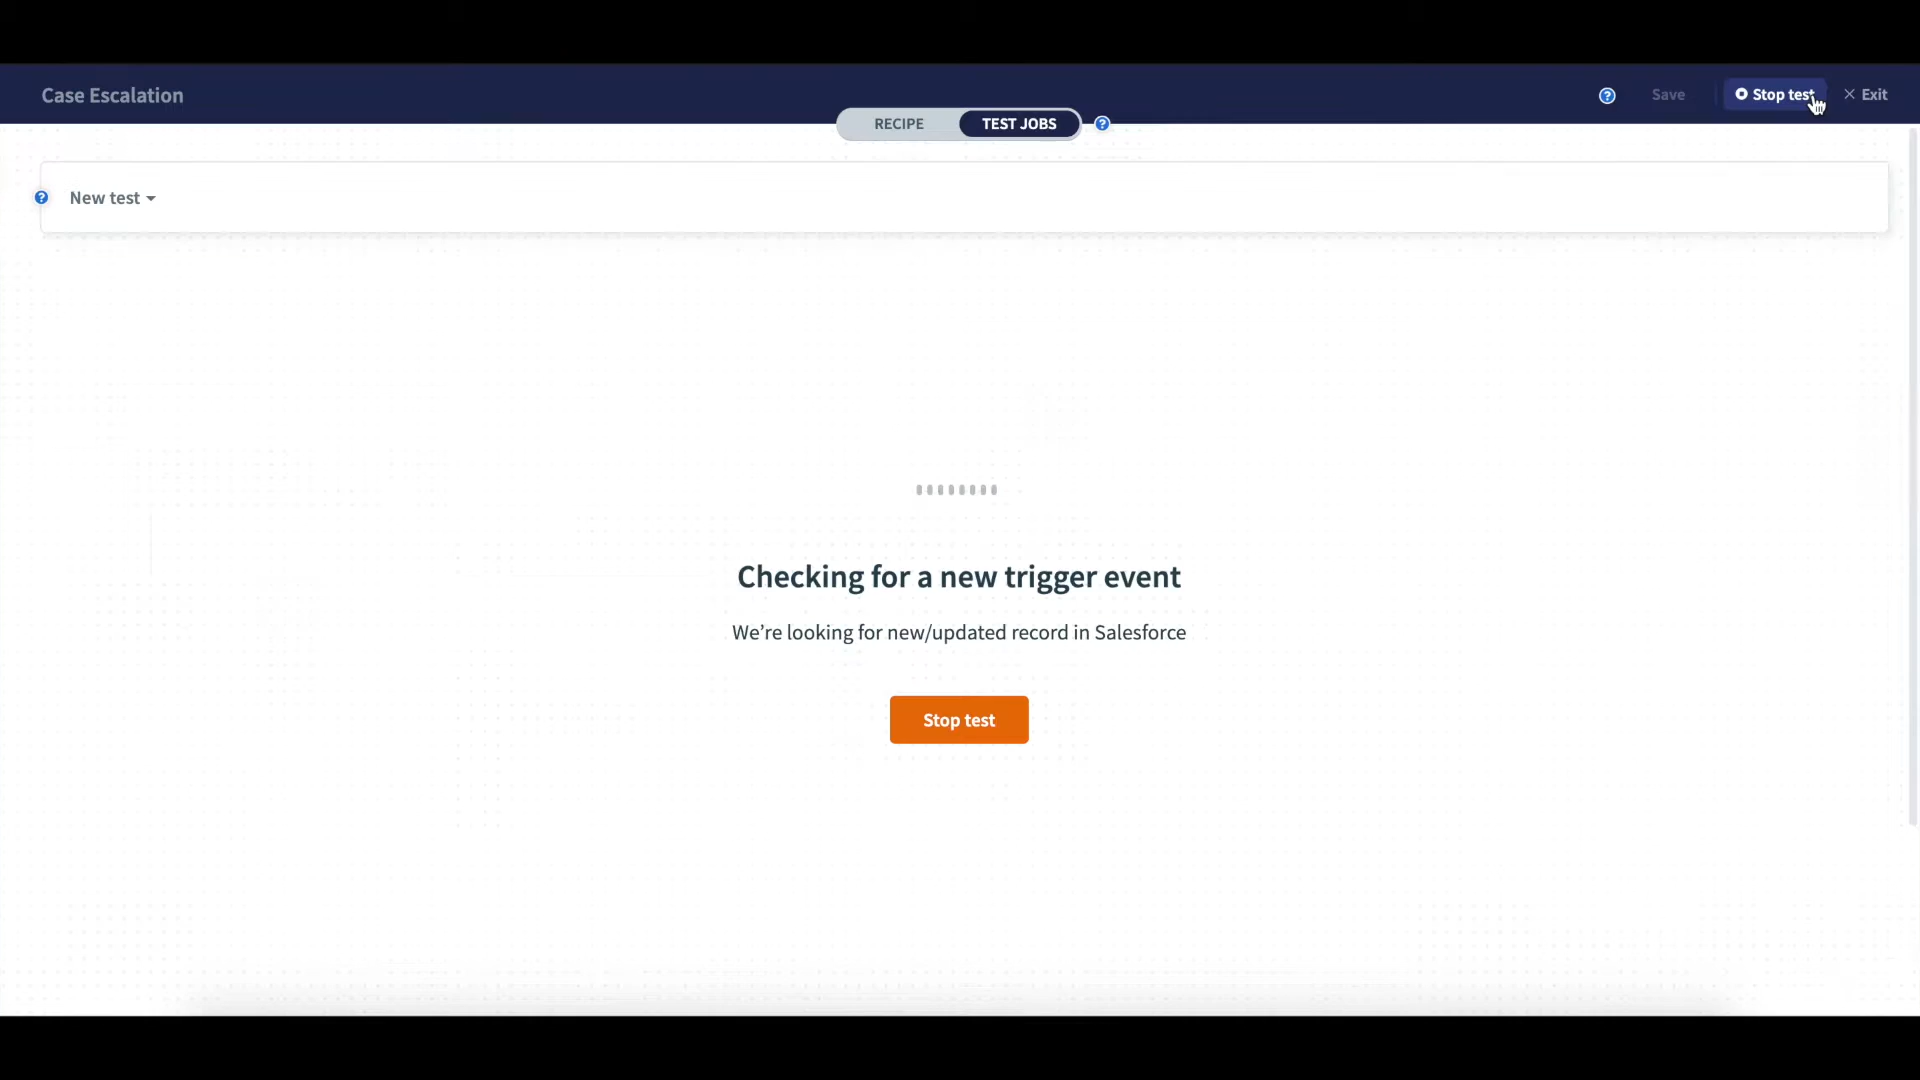 Case Escalation
? Save Stop test × Exit
RECIPE TEST JOBS ?
? New test
Checking for a new trigger event
We’re looking for new/updated record in Salesforce
Stop test